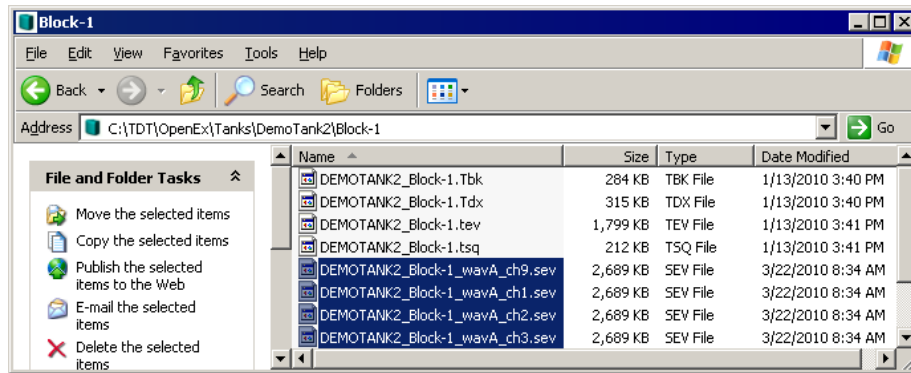 Block-1
File Edit View Favorites Tools Help
Back Search Folders
Address C:\TDT\OpenEx\Tanks\DemoTank2\Block-1 Go
Name Size Type Date Modified
File and Folder Tasks
Move the selected items
Copy the selected items
Publish the selected
items to the Web
E-mail the selected
items
Delete the selected
items
DEMOTANK2_Block-1.Tbk 284 KB TBK File 1/13/2010 3:40 PM
DEMOTANK2_Block-1.Tdx 315 KB TDX File 1/13/2010 3:40 PM
DEMOTANK2_Block-1.tev 1,799 KB TEV File 1/13/2010 3:41 PM
DEMOTANK2_Block-1.tsq 212 KB TSQ File 1/13/2010 3:41 PM
DEMOTANK2_Block-1_wavA_ch9.sev 2,689 KB SEV File 3/22/2010 8:34 AM
DEMOTANK2_Block-1_wavA_ch1.sev 2,689 KB SEV File 3/22/2010 8:34 AM
DEMOTANK2_Block-1_wavA_ch2.sev 2,689 KB SEV File 3/22/2010 8:34 AM
DEMOTANK2_Block-1_wavA_ch3.sev 2,689 KB SEV File 3/22/2010 8:34 AM